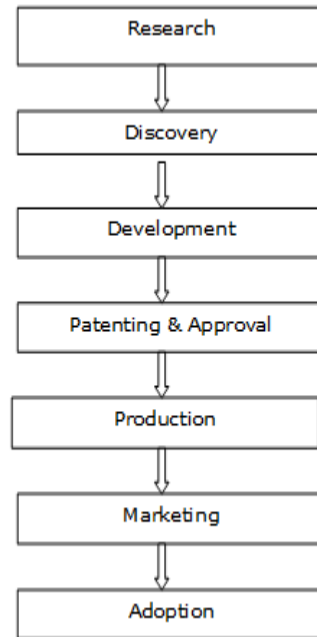 Research
Discovery
Development
Patenting & Approval
Production
Marketing
Adoption